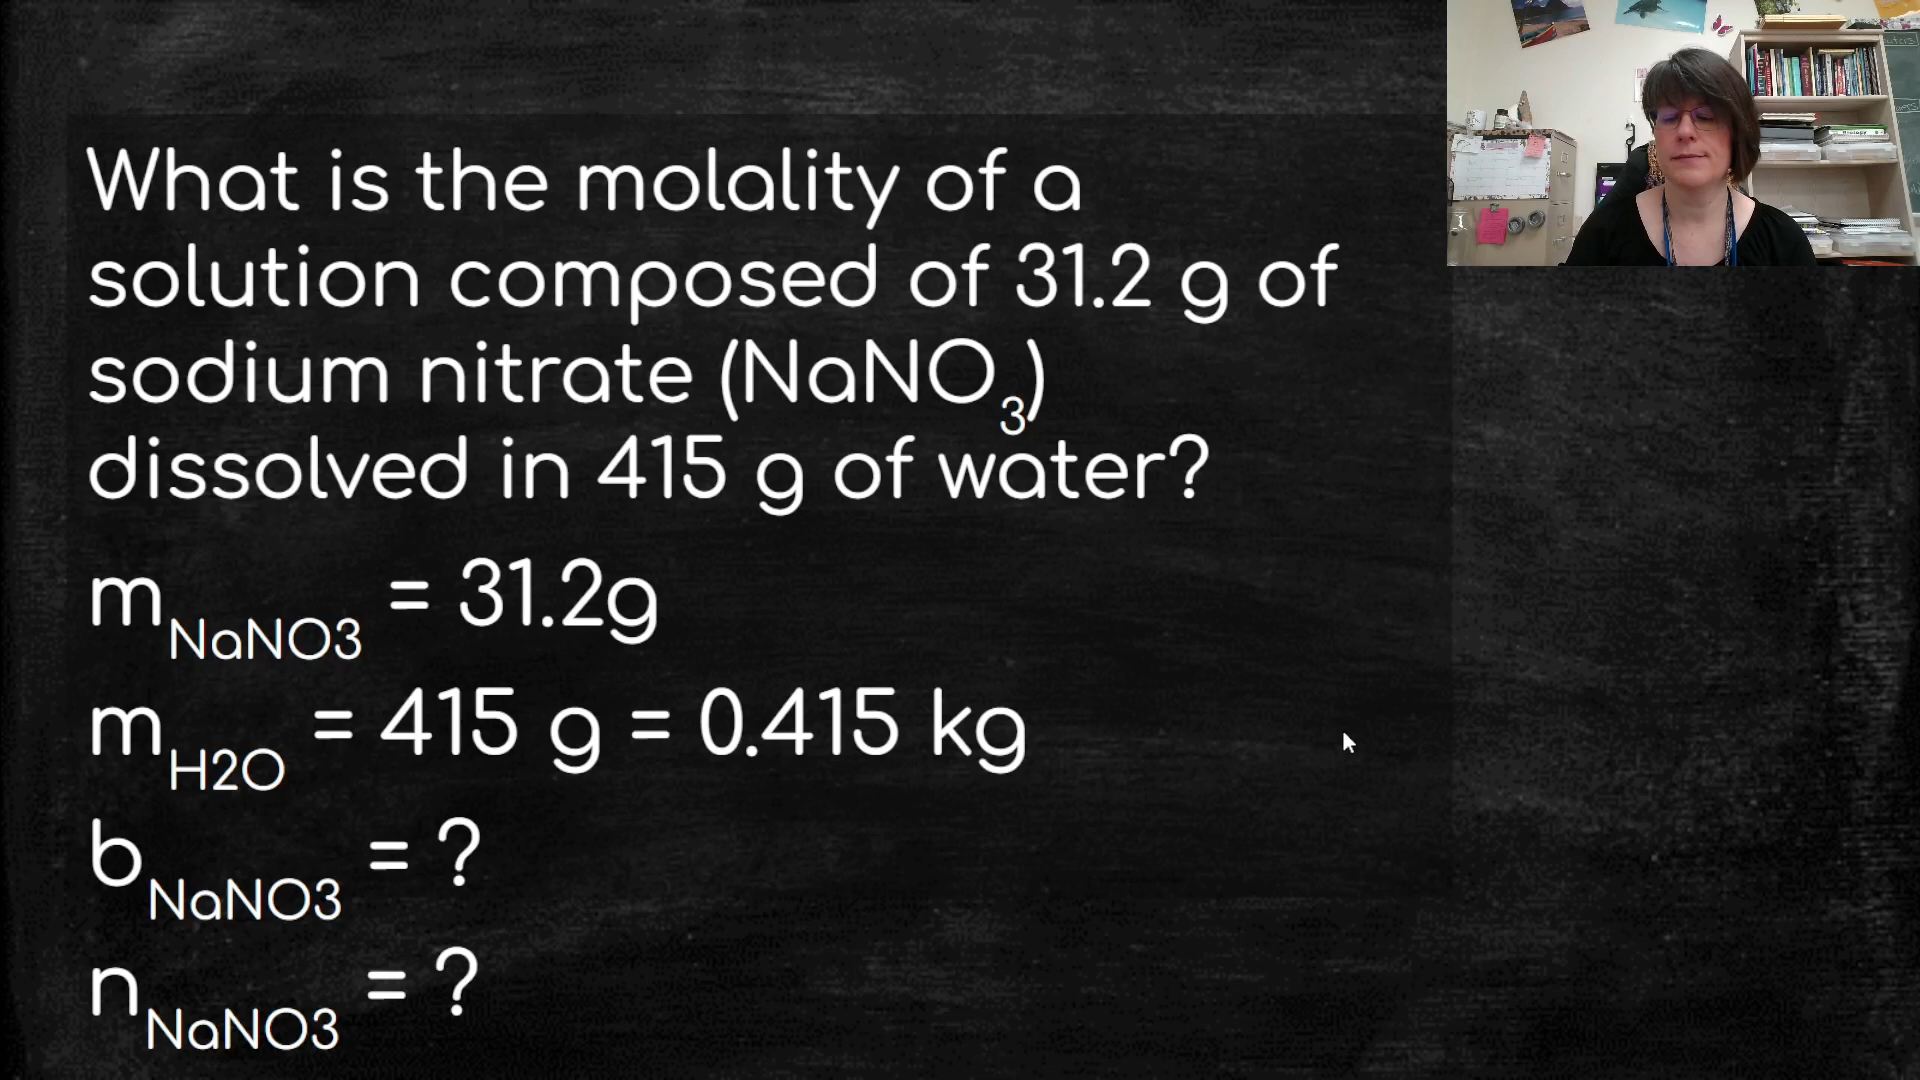 What is the molality of a
solution composed of 31.2 g of
sodium nitrate (NaNO₃)
dissolved in 415 g of water?
mNaNO3 = 31.2g
mH2O = 415 g = 0.415 kg
bNaNO3 = ?
nNaNO3 = ?
Biology